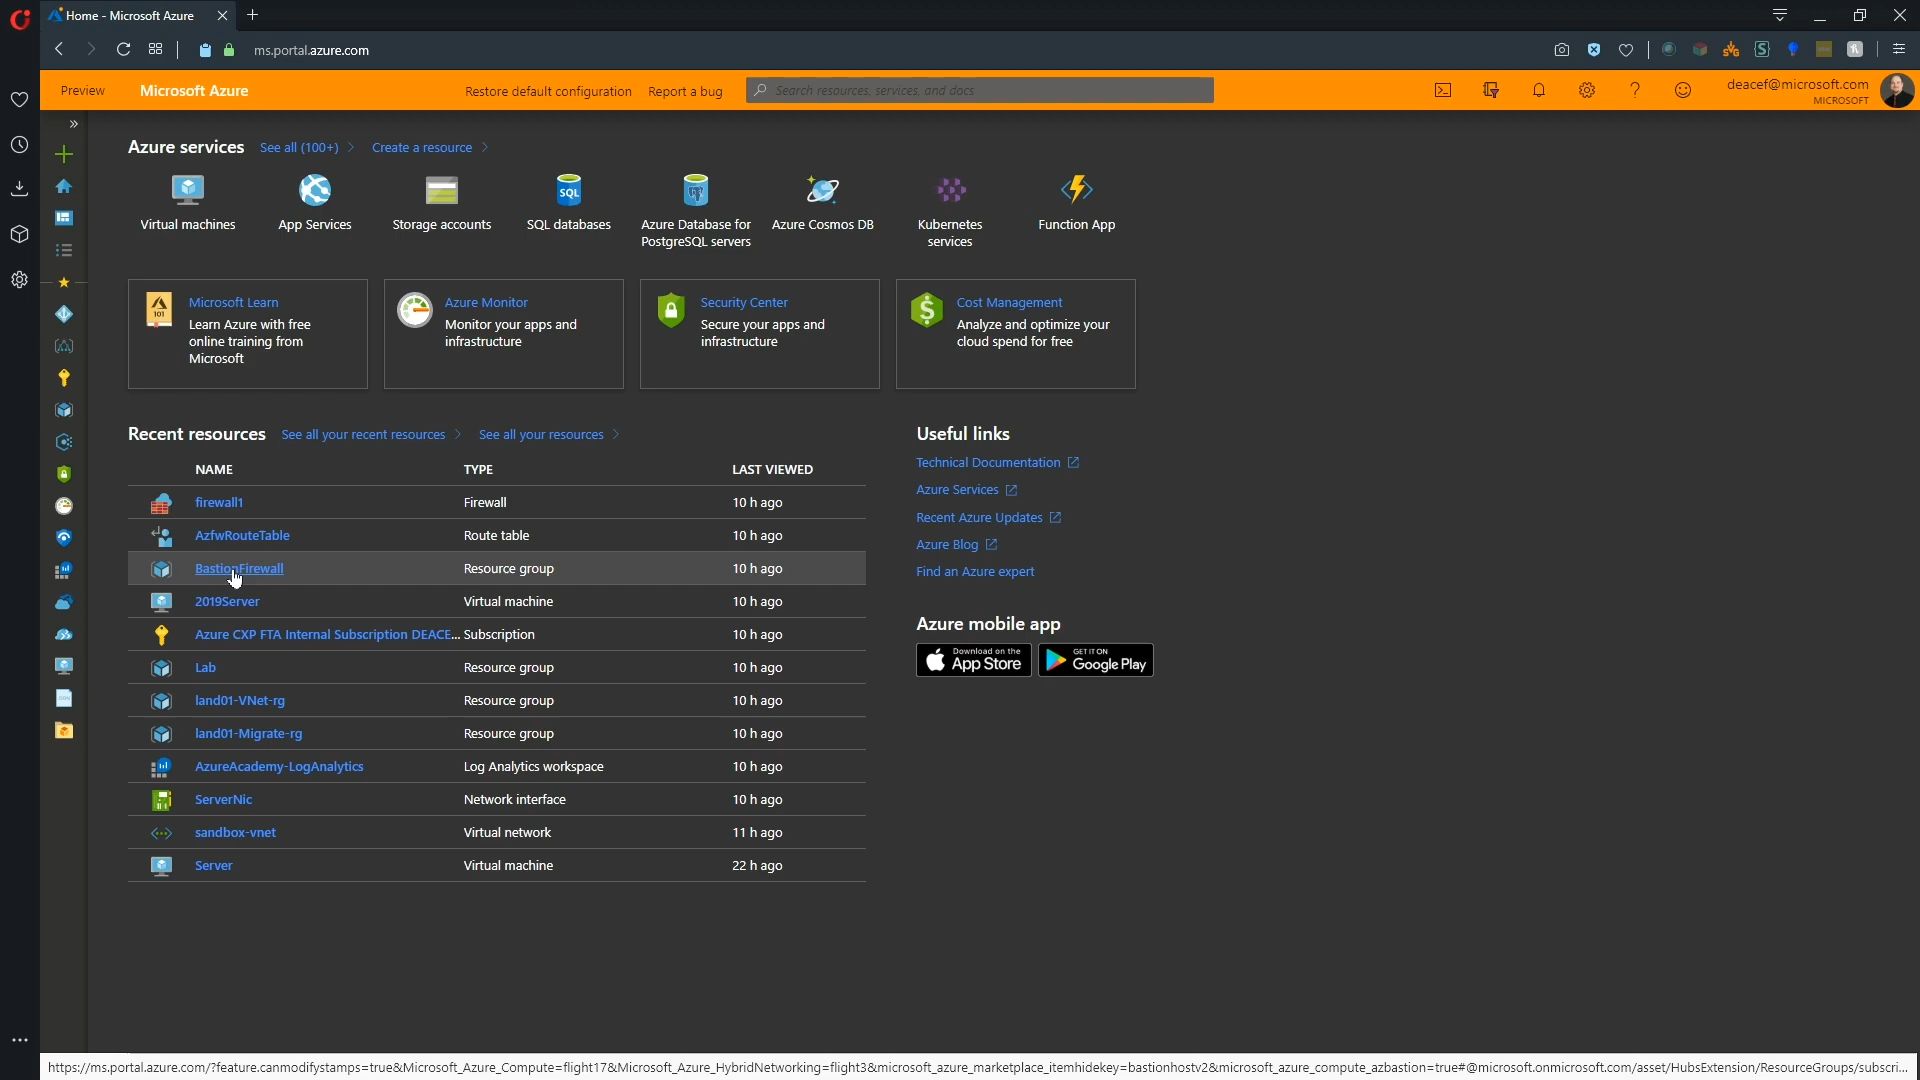 Home - Microsoft Azure
ms.portal.azure.com
Preview
Microsoft Azure
Restore default configuration
Report a bug
Search resources, services, and docs
deacef@microsoft.com
MICROSOFT
Azure services
See all (100+)
Create a resource
Virtual machines
App Services
Storage accounts
SQL
SQL databases
Azure Database for
PostgreSQL servers
Azure Cosmos DB
Kubernetes
services
Function App
101
Microsoft Learn
Learn Azure with free
online training from
Microsoft
Azure Monitor
Monitor your apps and
infrastructure
Security Center
Secure your apps and
infrastructure
Cost Management
Analyze and optimize your
cloud spend for free
Recent resources
See all your recent resources
See all your resources
NAME TYPE LAST VIEWED
firewall1 Firewall 10 h ago
AzfwRouteTable Route table 10 h ago
BastionFirewall Resource group 10 h ago
2019Server Virtual machine 10 h ago
Azure CXP FTA Internal Subscription DEACE... Subscription 10 h ago
Lab Resource group 10 h ago
land01-VNet-rg Resource group 10 h ago
land01-Migrate-rg Resource group 10 h ago
AzureAcademy-LogAnalytics Log Analytics workspace 10 h ago
ServerNic Network interface 10 h ago
sandbox-vnet Virtual network 11 h ago
Server Virtual machine 22 h ago
Useful links
Technical Documentation
Azure Services
Recent Azure Updates
Azure Blog
Find an Azure expert
Azure mobile app
Download on the
App Store
GET IT ON
Google Play
https://ms.portal.azure.com/?feature.canmodifystamps=true&Microsoft_Azure_Compute=flight17&Microsoft_Azure_HybridNetworking=flight3&microsoft_azure_marketplace_itemhidekey=bastionhostv2&microsoft_azure_compute_azbastion=true#@microsoft.onmicrosoft.com/asset/HubsExtension/ResourceGroups/subscri...